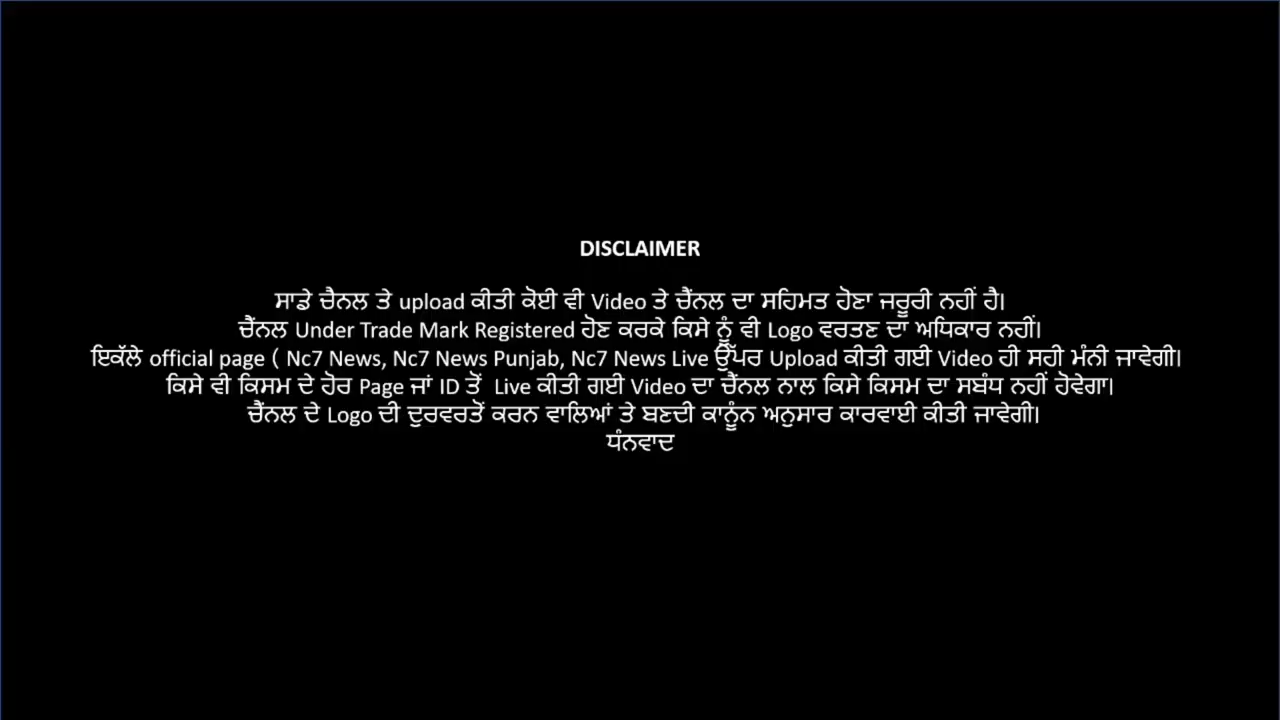 DISCLAIMER
ਸਾਡੇ ਚੈਨਲ ਤੇ upload ਕੀਤੀ ਕੋਈ ਵੀ Video ਤੇ ਚੈੱਨਲ ਦਾ ਸਹਿਮਤ ਹੋਣਾ ਜਰੂਰੀ ਨਹੀਂ ਹੈ।
ਚੈੱਨਲ Under Trade Mark Registered ਹੋਣ ਕਰਕੇ ਕਿਸੇ ਨੂੰ ਵੀ Logo ਵਰਤਣ ਦਾ ਅਧਿਕਾਰ ਨਹੀਂ।
ਇਕੱਲੇ official page ( Nc7 News, Nc7 News Punjab, Nc7 News Live ਉੱਪਰ Upload ਕੀਤੀ ਗਈ Video ਹੀ ਸਹੀ ਮੰਨੀ ਜਾਵੇਗੀ।
ਕਿਸੇ ਵੀ ਕਿਸਮ ਦੇ ਹੋਰ Page ਜਾਂ ID ਤੋਂ Live ਕੀਤੀ ਗਈ Video ਦਾ ਚੈੱਨਲ ਨਾਲ ਕਿਸੇ ਕਿਸਮ ਦਾ ਸਬੰਧ ਨਹੀਂ ਹੋਵੇਗਾ।
ਚੈੱਨਲ ਦੇ Logo ਦੀ ਦੁਰਵਰਤੋਂ ਕਰਨ ਵਾਲਿਆਂ ਤੇ ਬਣਦੀ ਕਾਨੂੰਨ ਅਨੁਸਾਰ ਕਾਰਵਾਈ ਕੀਤੀ ਜਾਵੇਗੀ।
ਧੰਨਵਾਦ